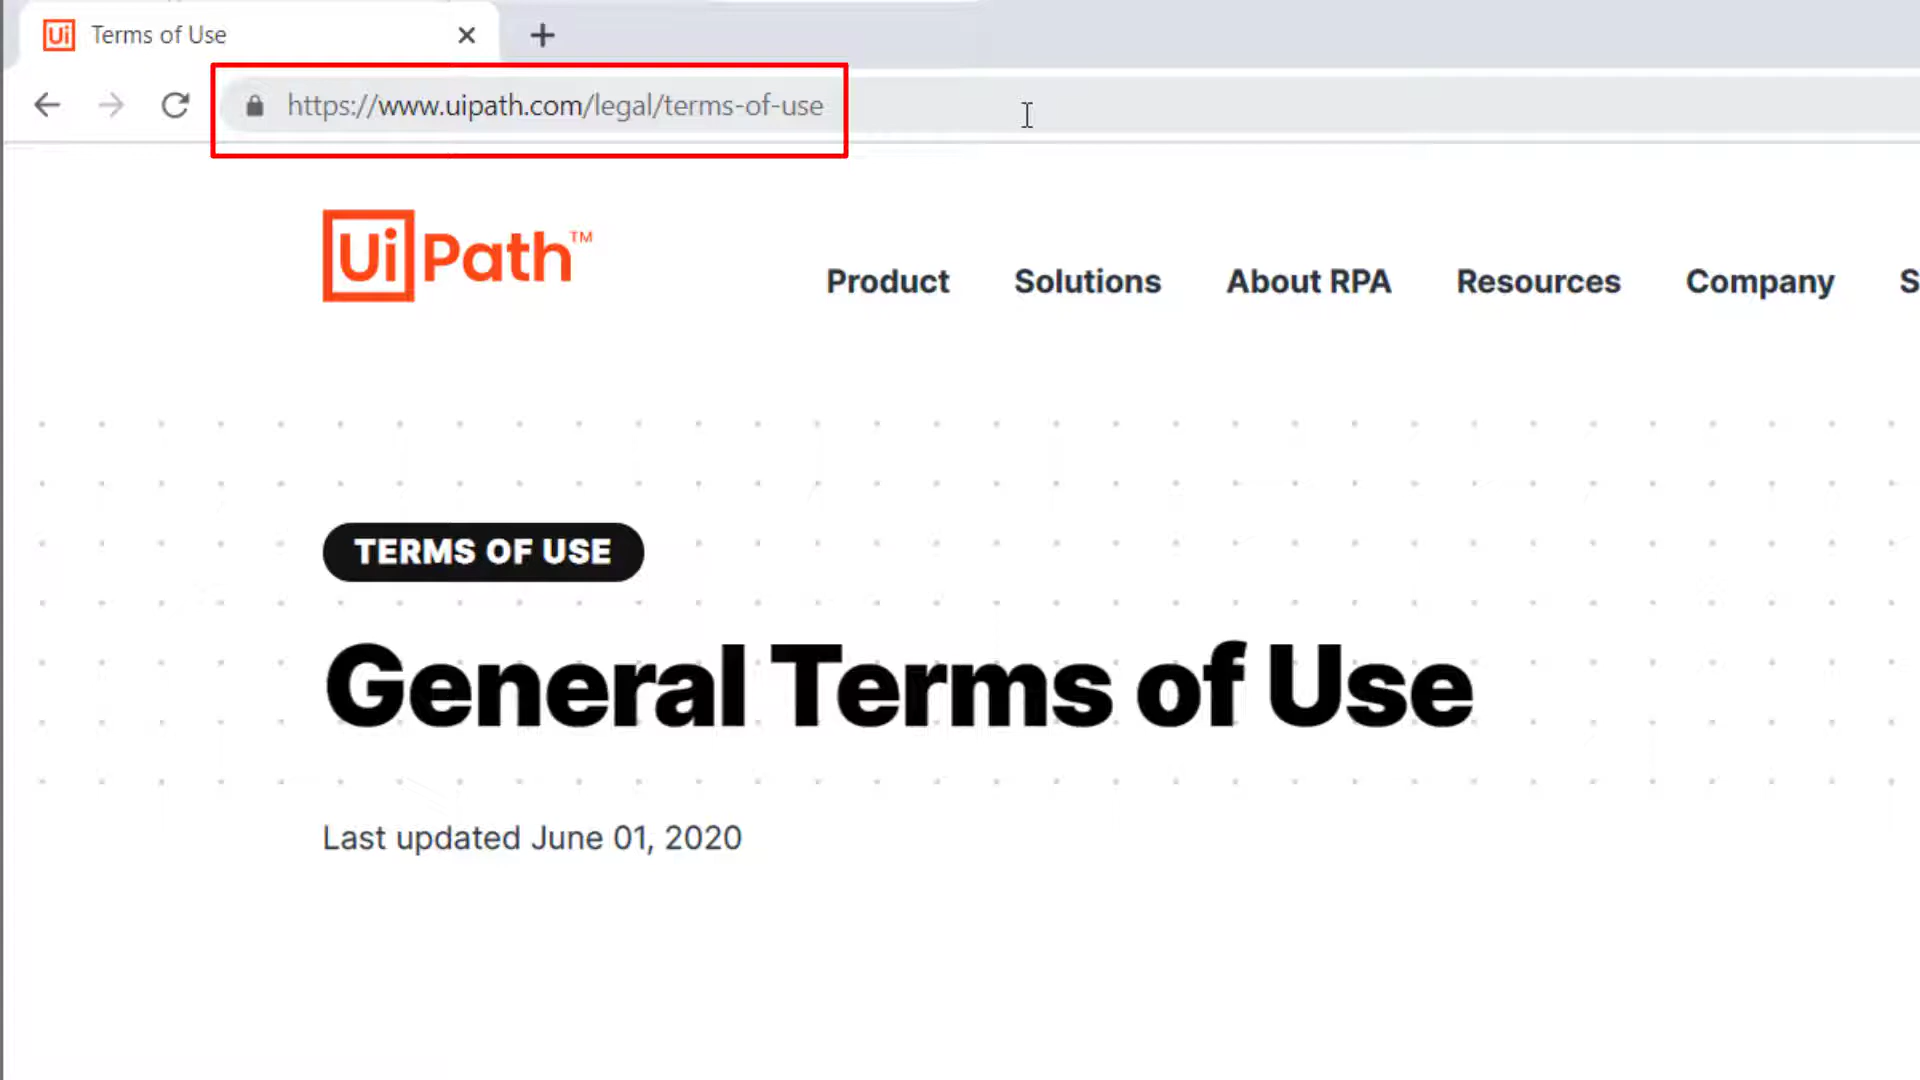 Ui Terms of Use
https://www.uipath.com/legal/terms-of-use
UiPath™
Product Solutions About RPA Resources Company S
TERMS OF USE
General Terms of Use
Last updated June 01, 2020